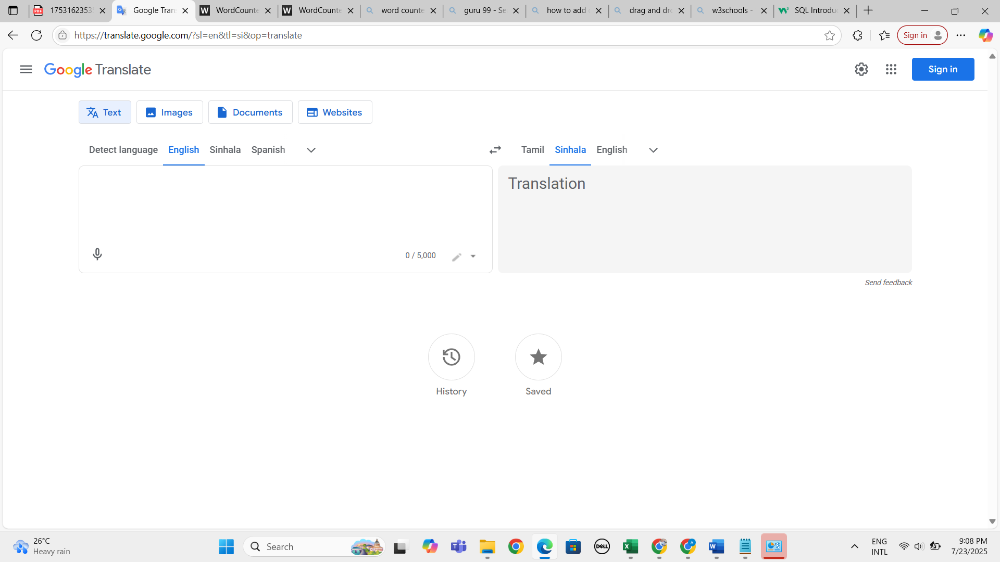 1753162353
Google Tran
WordCounte
WordCounte
word counte
guru 99 - Se
how to add
drag and dr
w3schools -
SQL Introdu
https://translate.google.com/?sl=en&tl=si&op=translate
Sign in
Google Translate
Sign in
Text
Images
Documents
Websites
Detect language
English
Sinhala
Spanish
Tamil
Sinhala
English
Translation
0 / 5,000
Send feedback
History
Saved
26°C
Heavy rain
Search
DELL
ENG
INTL
9:08 PM
7/23/2025